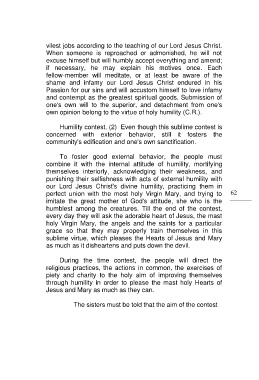 vilest jobs according to the teaching of our Lord Jesus Christ.
When someone is reproached or admonished, he will not
excuse himself but will humbly accept everything and amend;
if necessary, he may explain his motives once. Each
fellow-member will meditate, or at least be aware of the
shame and infamy our Lord Jesus Christ endured in his
Passion for our sins and will accustom himself to love infamy
and contempt as the greatest spiritual goods. Submission of
one's own will to the superior, and detachment from one's
own opinion belong to the virtue of holy humility (C.R.).
Humility contest. (2) Even though this sublime contest is
concerned with exterior behavior, still it fosters the
community's edification and one's own sanctification.
To foster good external behavior, the people must
combine it with the internal attitude of humility, mortifying
themselves interiorly, acknowledging their weakness, and
punishing their selfishness with acts of external humility with
our Lord Jesus Christ's divine humility, practicing them in
perfect union with the most holy Virgin Mary, and trying to
62
imitate the great mother of God's attitude, she who is the
humblest among the creatures. Till the end of the contest,
every day they will ask the adorable heart of Jesus, the mast
holy Virgin Mary, the angels and the saints for a particular
grace so that they may properly train themselves in this
sublime virtue, which pleases the Hearts of Jesus and Mary
as much as it disheartens and puts down the devil.
During the time contest, the people will direct the
religious practices, the actions in common, the exercises of
piety and charity to the holy aim of improving themselves
through humility in order to please the mast holy Hearts of
Jesus and Mary as much as they can.
The sisters must be told that the aim of the contest